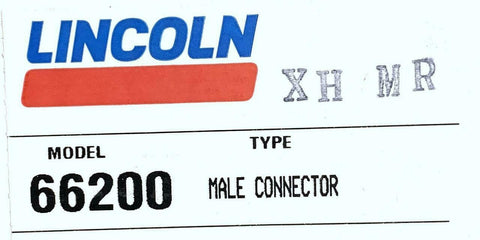 LINCOLN
XH MR
MODEL TYPE
66200 MALE CONNECTOR